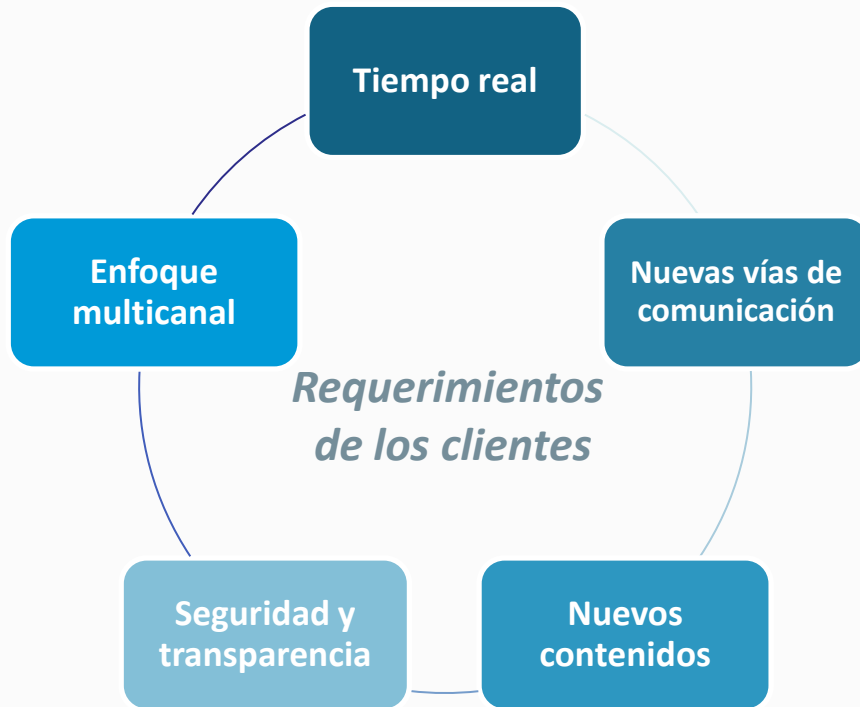 Tiempo real
Nuevas vías de
comunicación
Nuevos
contenidos
Seguridad y
transparencia
Enfoque
multicanal
Requerimientos
de los clientes